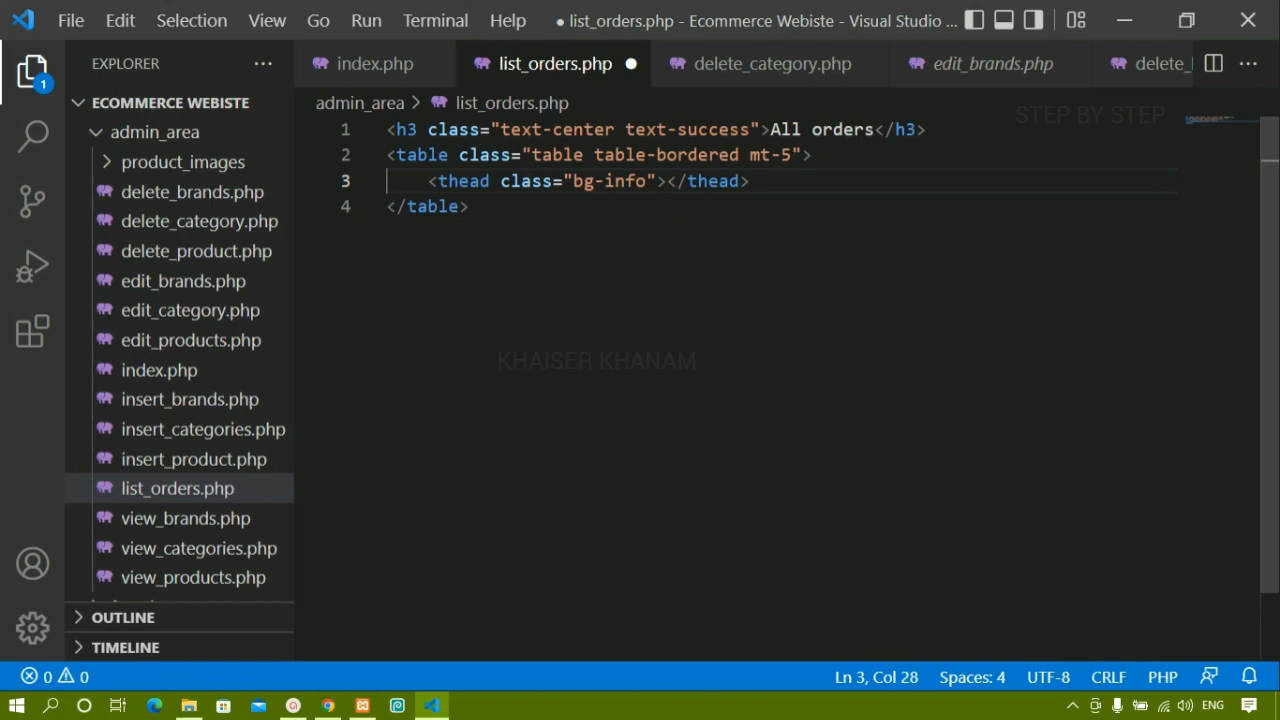 File Edit Selection View Go Run Terminal Help ● list_orders.php - Ecommerce Webiste - Visual Studio ...
EXPLORER ...
index.php list_orders.php ● delete_category.php edit_brands.php delete_l
1
ECOMMERCE WEBISTE
admin_area
product_images
delete_brands.php
delete_category.php
delete_product.php
edit_brands.php
edit_category.php
edit_products.php
index.php
insert_brands.php
insert_categories.php
insert_product.php
list_orders.php
view_brands.php
view_categories.php
view_products.php
OUTLINE
TIMELINE
admin_area > list_orders.php
STEP BY STEP
1 <h3 class="text-center text-success">All orders</h3>
2 <table class="table table-bordered mt-5">
3 <thead class="bg-info"></thead>
4 </table>
KHAISER KHANAM
0 0 Ln 3, Col 28 Spaces: 4 UTF-8 CRLF PHP
ENG